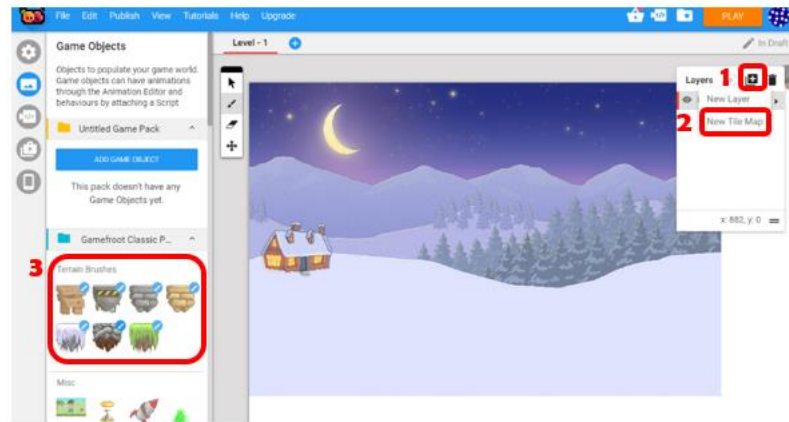 File Edit Publish View Tutorials Help Upgrade
PLAY
Game Objects
Level - 1
In Draft
Objects to populate your game world.
Game objects can have animations
through the Animation Editor and
behaviours by attaching a Script
Layers 1
New Layer
2 New Tile Map
Untitled Game Pack
ADD GAME OBJECT
This pack doesn't have any
Game Objects yet.
x: 882, y: 0
Gamefroot Classic P...
3
Terrain Brushes
Misc